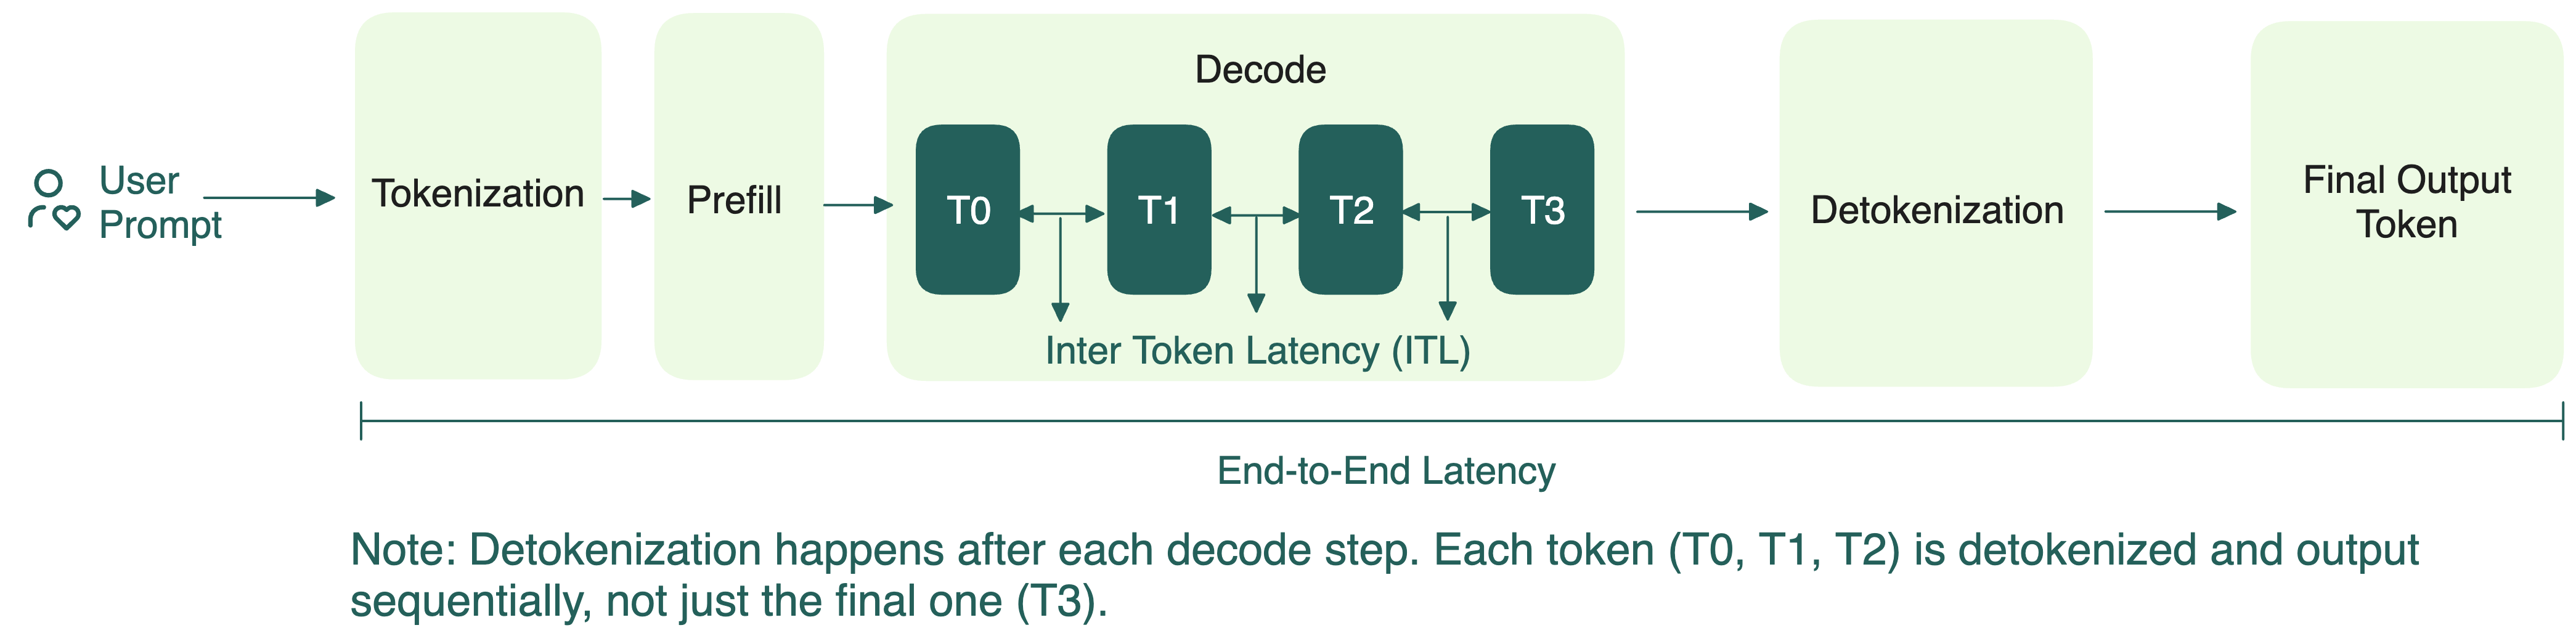 User
Prompt
Tokenization
Prefill
Decode
T0
T1
T2
T3
Inter Token Latency (ITL)
Detokenization
Final Output
Token
End-to-End Latency
Note: Detokenization happens after each decode step. Each token (T0, T1, T2) is detokenized and output
sequentially, not just the final one (T3).